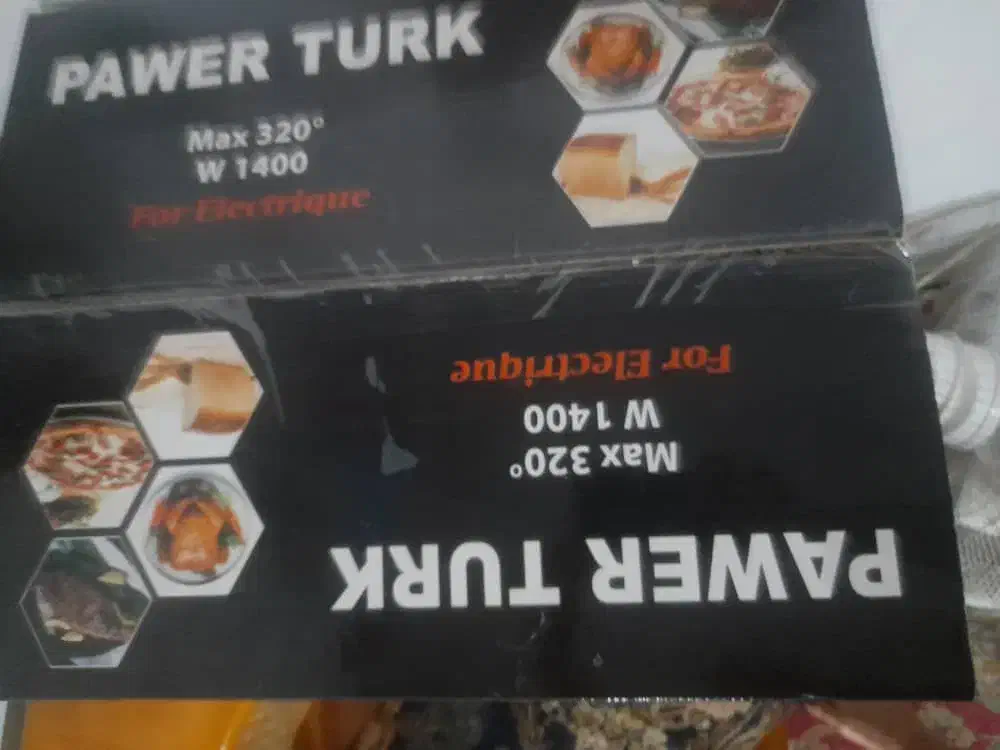 PAWER TURK
Max 320°
W 1400
For Electrique
For Electrique
W 1400
Max 320°
PAWER TURK